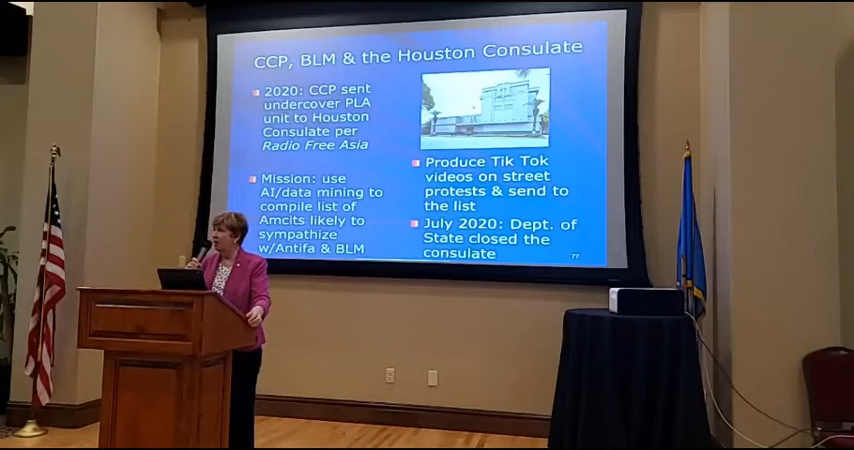 CCP, BLM & the Houston Consulate
2020: CCP sent
undercover PLA
unit to Houston
Consulate per
Radio Free Asia
Mission: use
AI/data mining to
compile list of
Amcits likely to
sympathize
w/Antifa & BLM
Produce Tik Tok
videos on street
protests & send to
the list
July 2020: Dept. of
State closed the
consulate
77